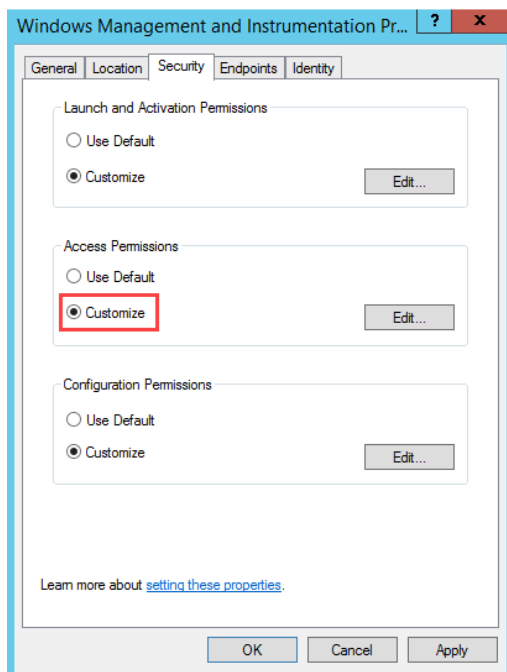 Windows Management and Instrumentation Pr... ? x
General Location Security Endpoints Identity
Launch and Activation Permissions
Use Default
Customize
Edit...
Access Permissions
Use Default
Customize
Edit...
Configuration Permissions
Use Default
Customize
Edit...
Learn more about setting these properties.
OK Cancel Apply